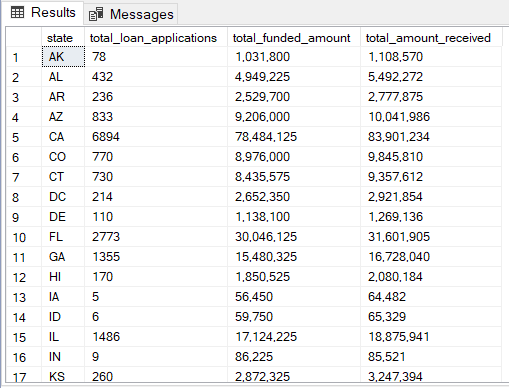 Results Messages
state total_loan_applications total_funded_amount total_amount_received
1 AK 78 1,031,800 1,108,570
2 AL 432 4,949,225 5,492,272
3 AR 236 2,529,700 2,777,875
4 AZ 833 9,206,000 10,041,986
5 CA 6894 78,484,125 83,901,234
6 CO 770 8,976,000 9,845,810
7 CT 730 8,435,575 9,357,612
8 DC 214 2,652,350 2,921,854
9 DE 110 1,138,100 1,269,136
10 FL 2773 30,046,125 31,601,905
11 GA 1355 15,480,325 16,728,040
12 HI 170 1,850,525 2,080,184
13 IA 5 56,450 64,482
14 ID 6 59,750 65,329
15 IL 1486 17,124,225 18,875,941
16 IN 9 86,225 85,521
17 KS 260 2,872,325 3,247,394